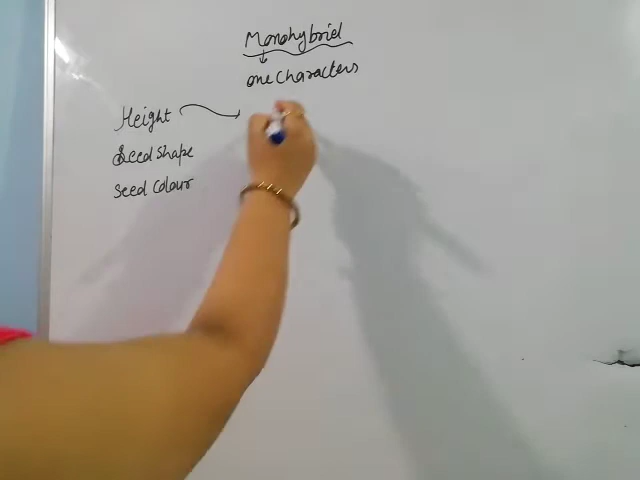 Monohybrid
one characters
Height
Seed shape
Seed Colour